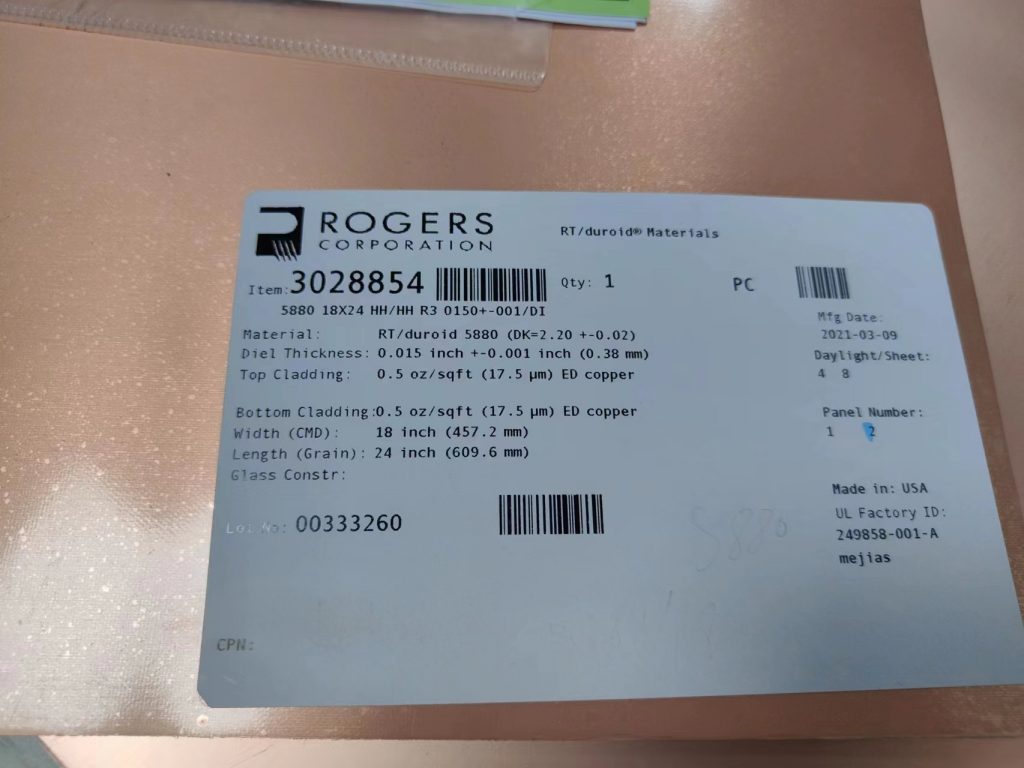 ROGERS
CORPORATION
RT/duroid® Materials
Item: 3028854
Qty: 1
PC
5880 18X24 HH/HH R3 0150+-001/DI
Material: RT/duroid 5880 (DK=2.20 +-0.02)
Diel Thickness: 0.015 inch +-0.001 inch (0.38 mm)
Top Cladding: 0.5 oz/sqft (17.5 µm) ED copper
Bottom Cladding: 0.5 oz/sqft (17.5 µm) ED copper
Width (CMD): 18 inch (457.2 mm)
Length (Grain): 24 inch (609.6 mm)
Glass Constr:
Lot No: 00333260
CPN:
Mfg Date:
2021-03-09
Daylight/Sheet:
4 8
Panel Number:
1 2
Made in: USA
UL Factory ID:
249858-001-A
mejias
5880